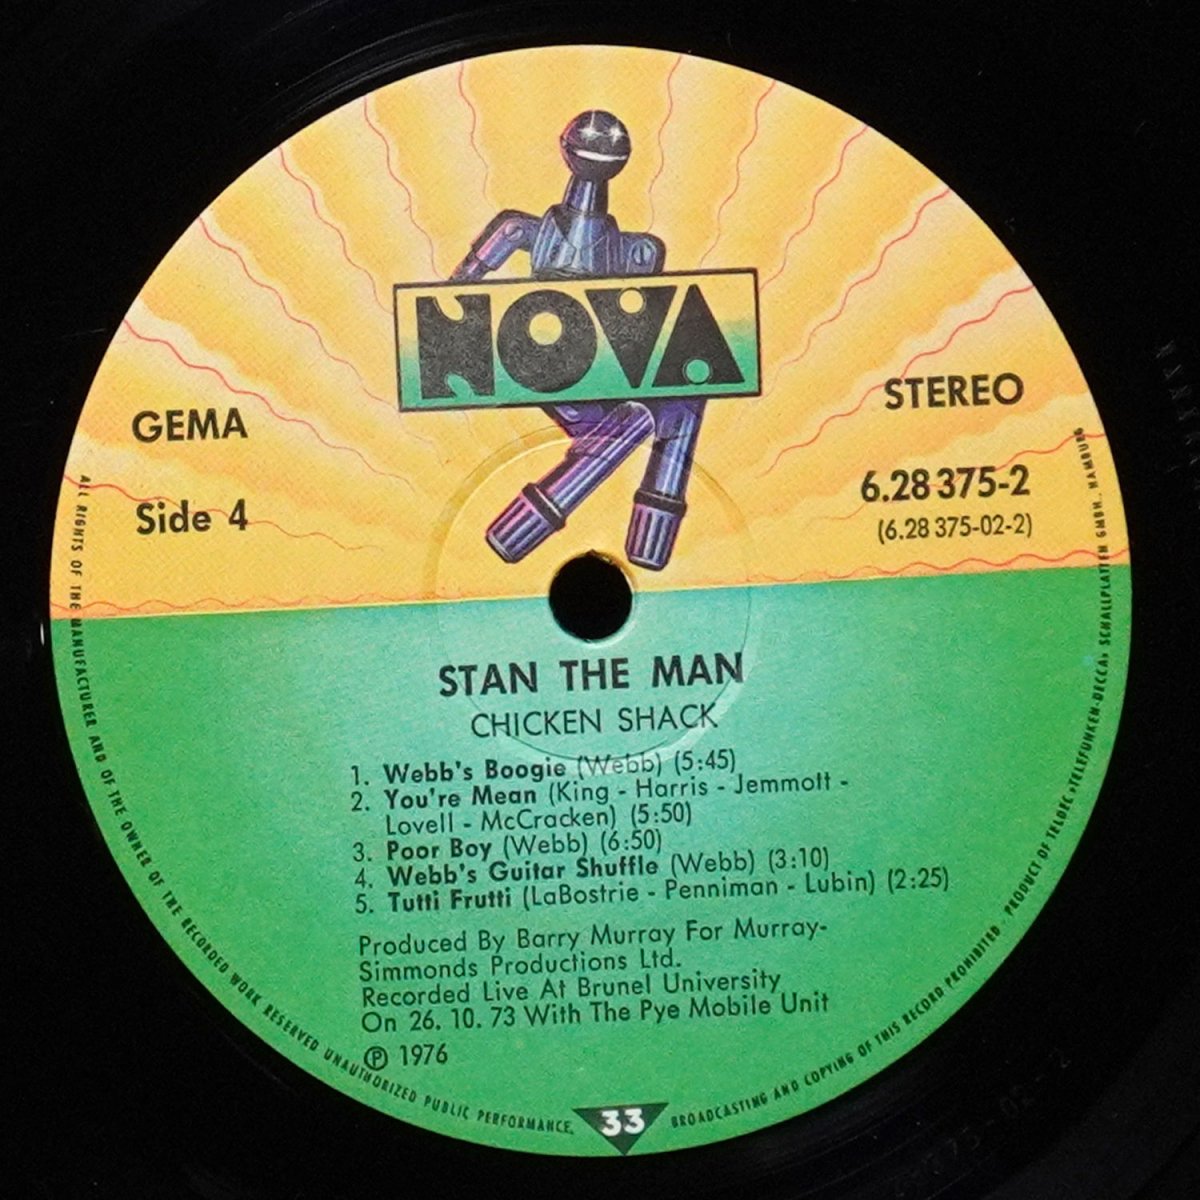 NOVA
GEMA
STEREO
Side 4
6.28 375-2
(6.28 375-02-2)
STAN THE MAN
CHICKEN SHACK
1. Webb's Boogie (Webb) (5:45)
2. You're Mean (King - Harris - Jemmott -
Lovell - McCracken) (5:50)
3. Poor Boy (Webb) (6:50)
4. Webb's Guitar Shuffle (Webb) (3:10)
5. Tutti Frutti (LaBostrie - Penniman - Lubin) (2:25)
Produced By Barry Murray For Murray-
Simmonds Productions Ltd.
Recorded Live At Brunel University
On 26. 10. 73 With The Pye Mobile Unit
℗ 1976
ALL RIGHTS OF THE MANUFACTURER AND OF THE OWNER OF THE RECORDED WORK RESERVED UNAUTHORIZED PUBLIC PERFORMANCE,
33
BROADCASTING AND COPYING OF THIS RECORD PROHIBITED · PRODUCT OF TELDEC »TELEFUNKEN-DECCA« SCHALLPLATTEN GMBH., HAMBURG